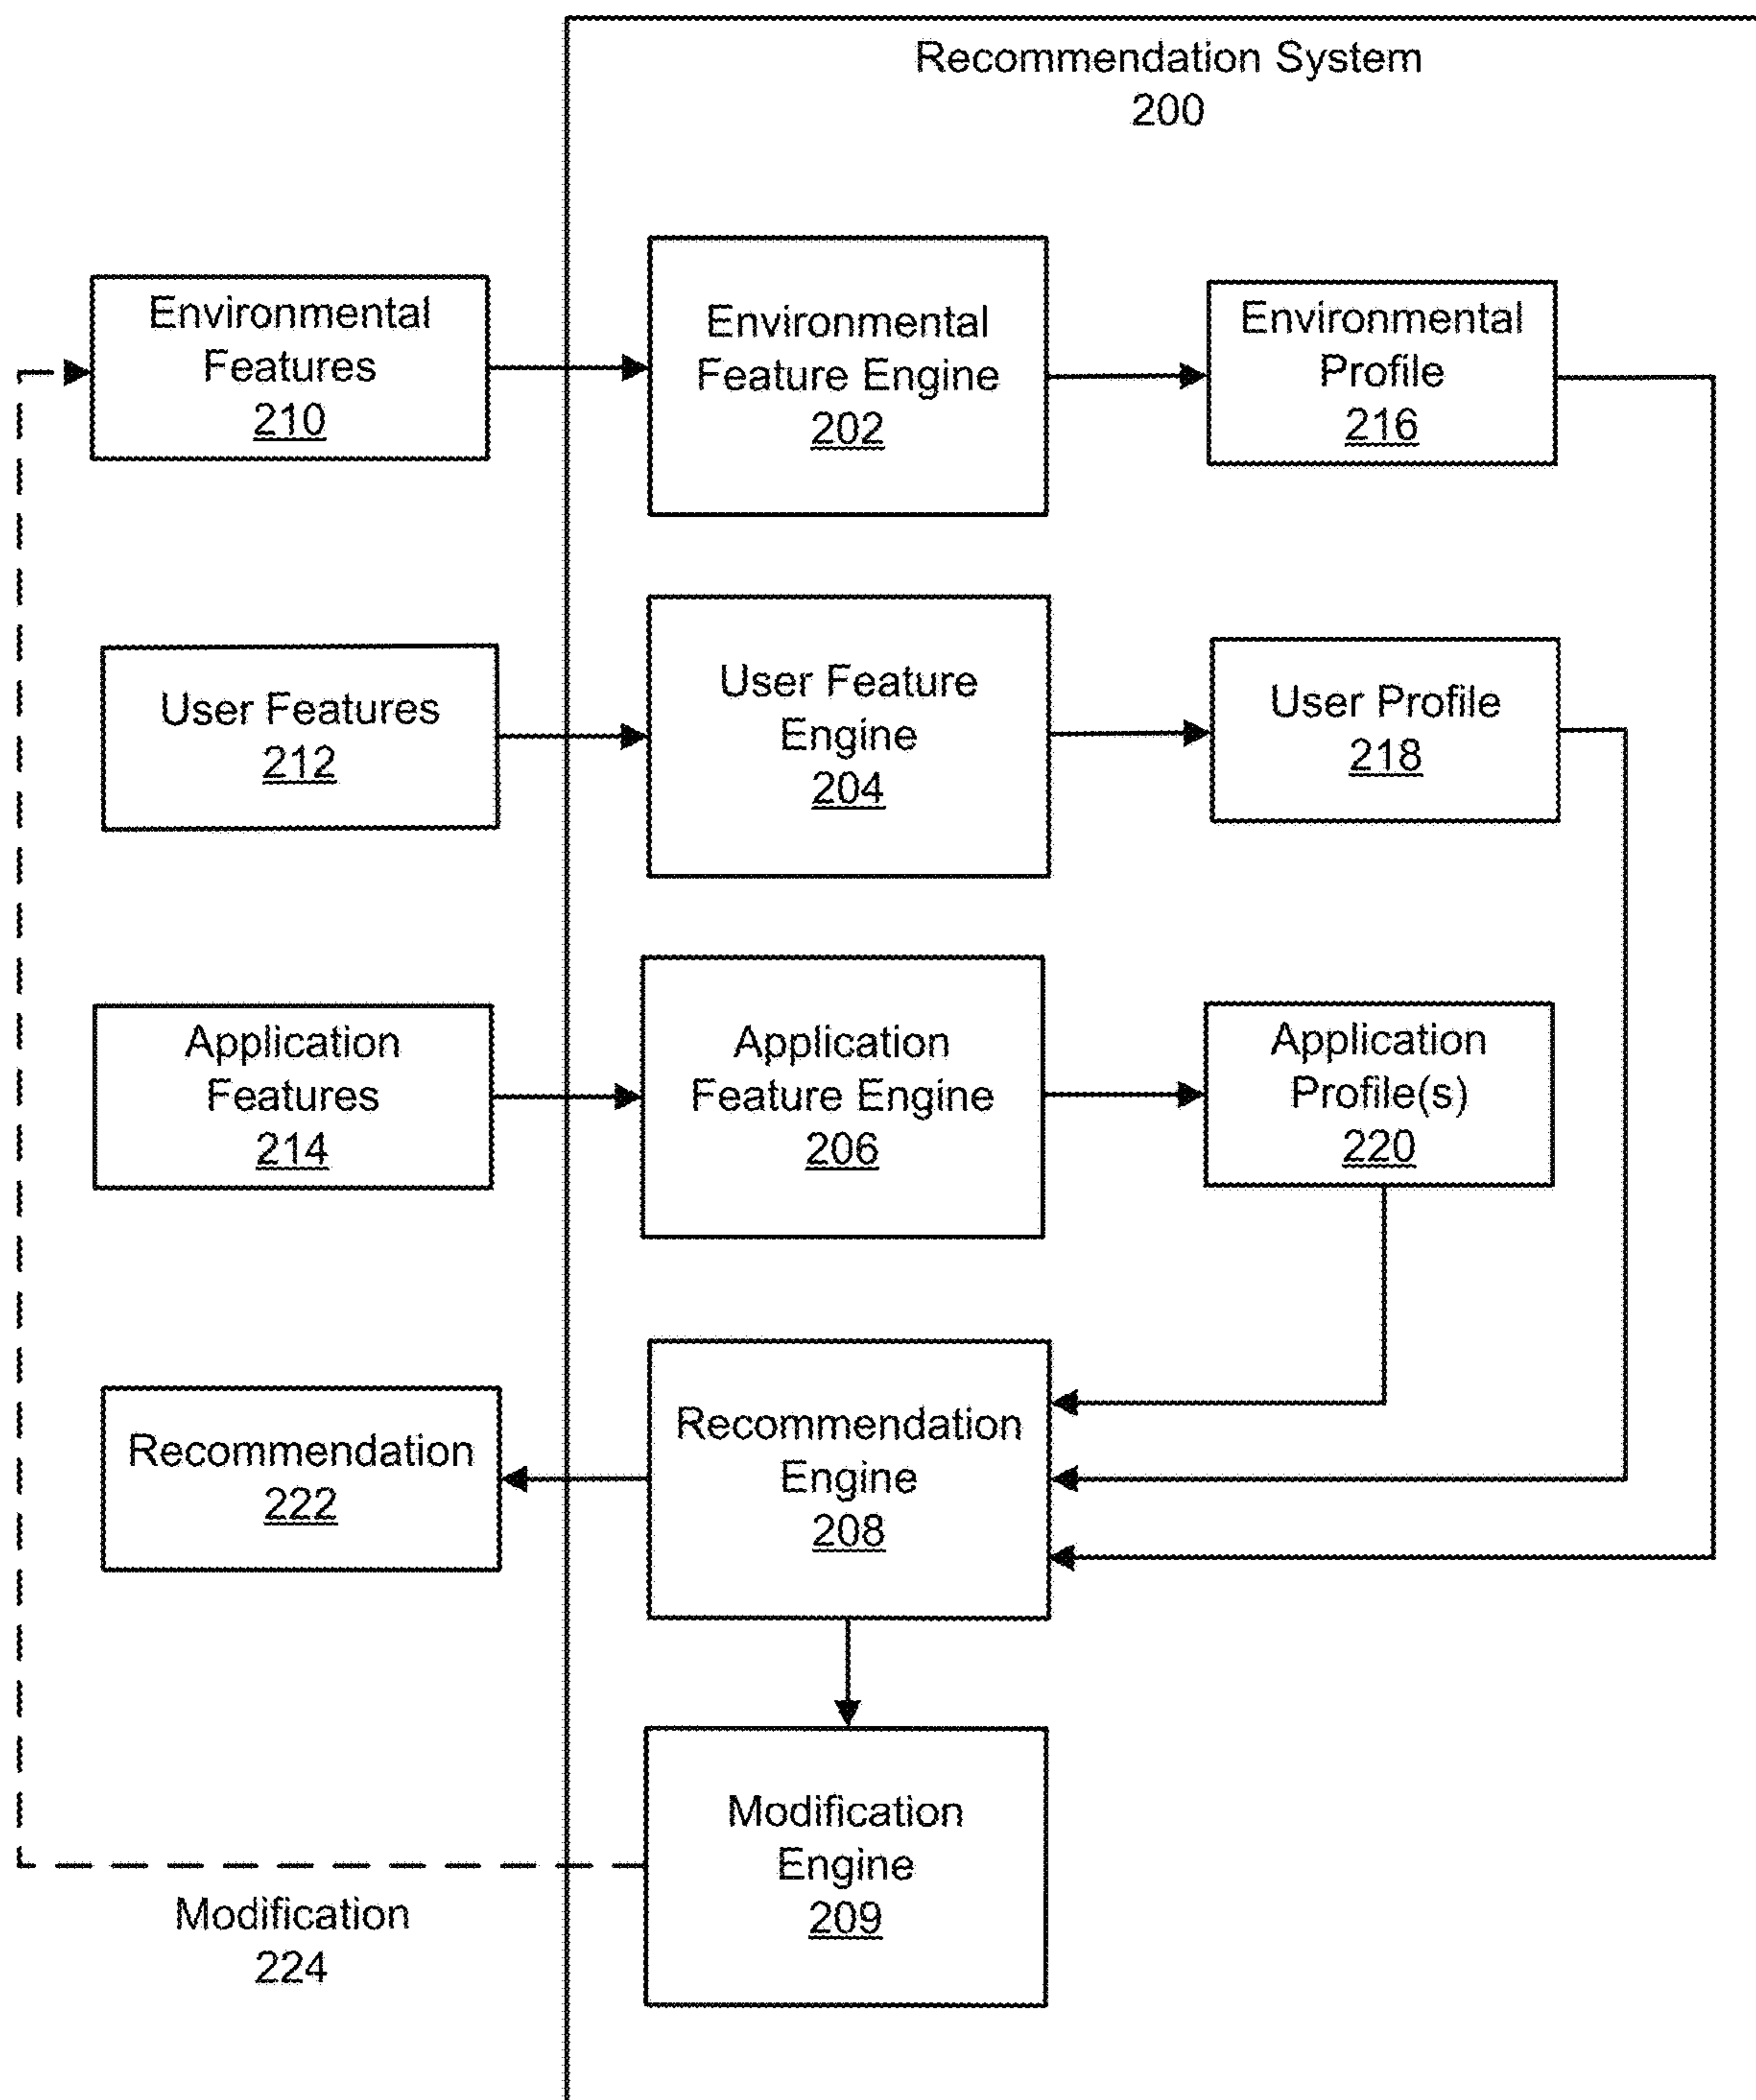 Recommendation System
200
Environmental
Features
210
Environmental
Feature Engine
202
Environmental
Profile
216
User Features
212
User Feature
Engine
204
User Profile
218
Application
Features
214
Application
Feature Engine
206
Application
Profile(s)
220
Recommendation
222
Recommendation
Engine
208
Modification
Engine
209
Modification
224